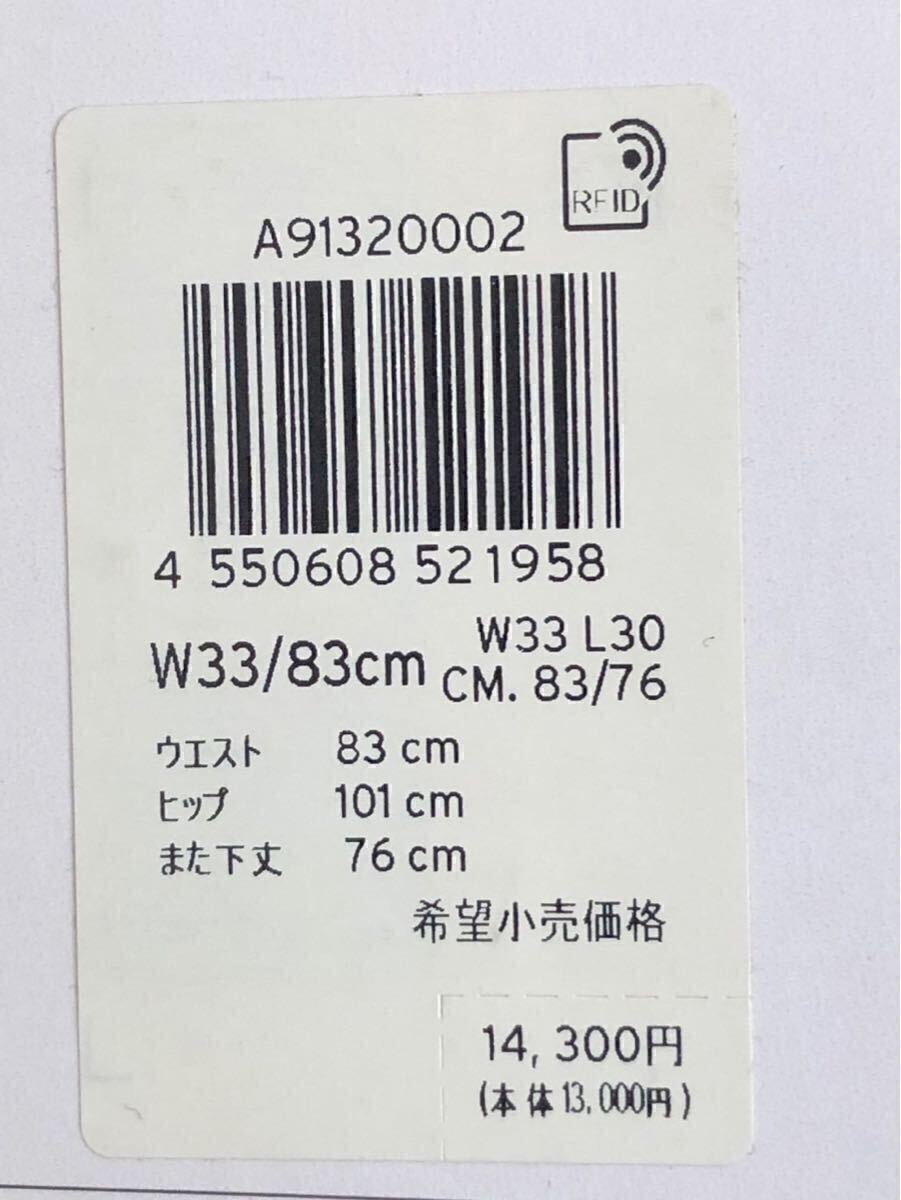 RFID
A91320002
4 550608 521958
W33/83cm
W33 L30
CM. 83/76
ウエスト 83 cm
ヒップ 101 cm
また下丈 76 cm
希望小売価格
14,300円
(本体13,000円)